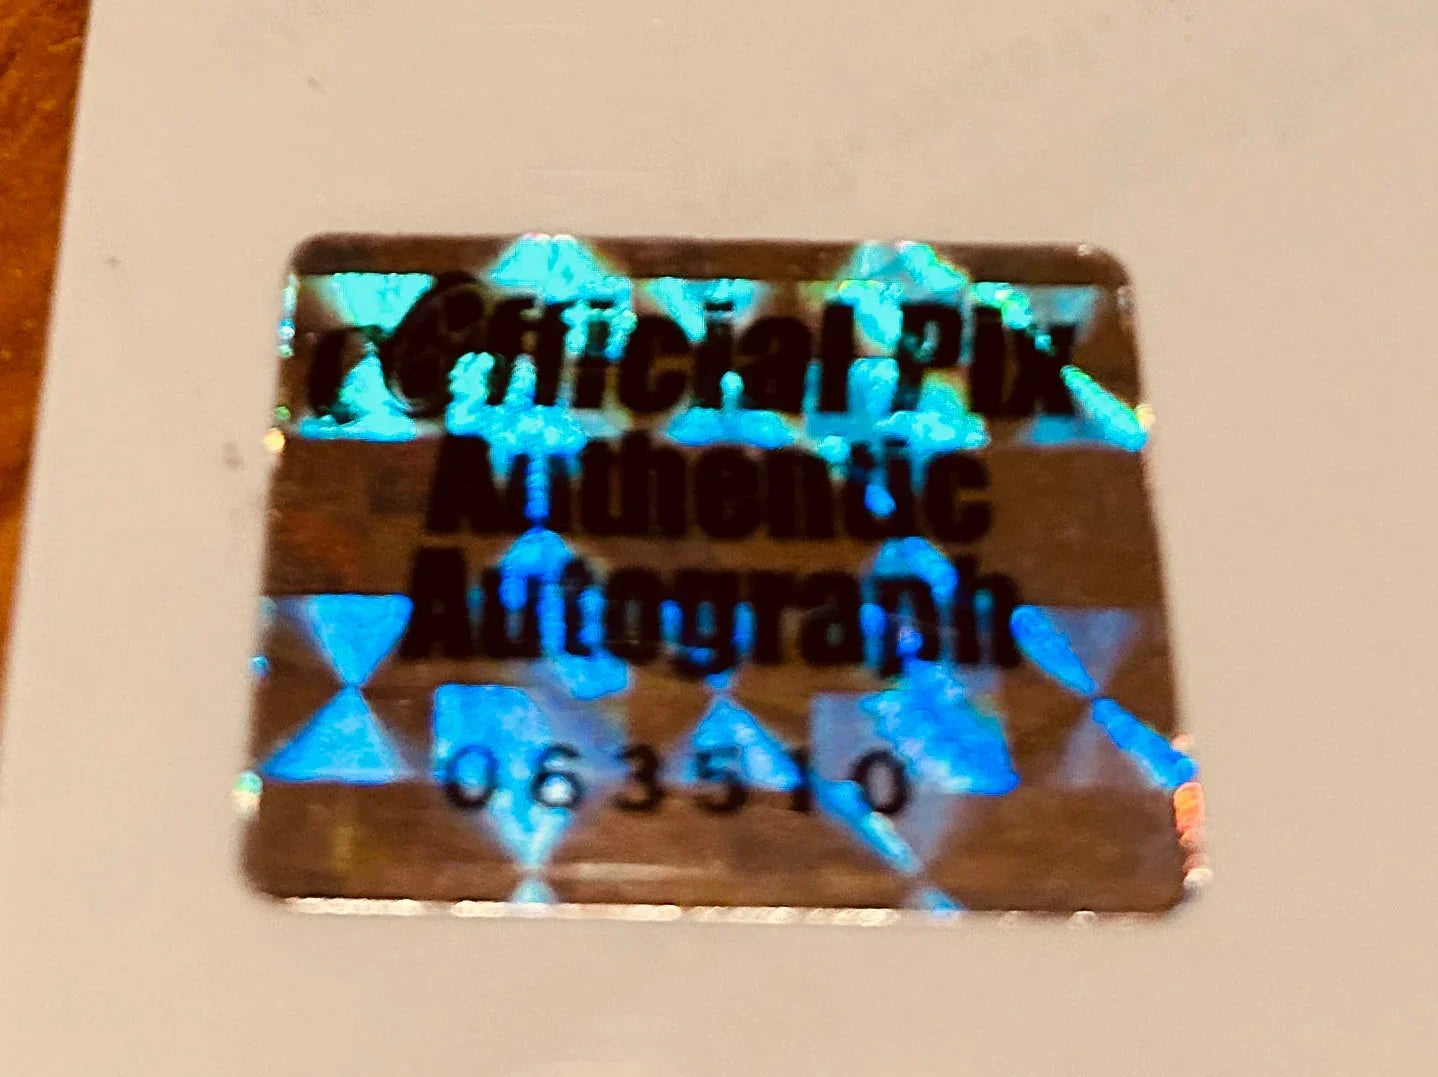 Official Pix
Authentic
Autograph
063510